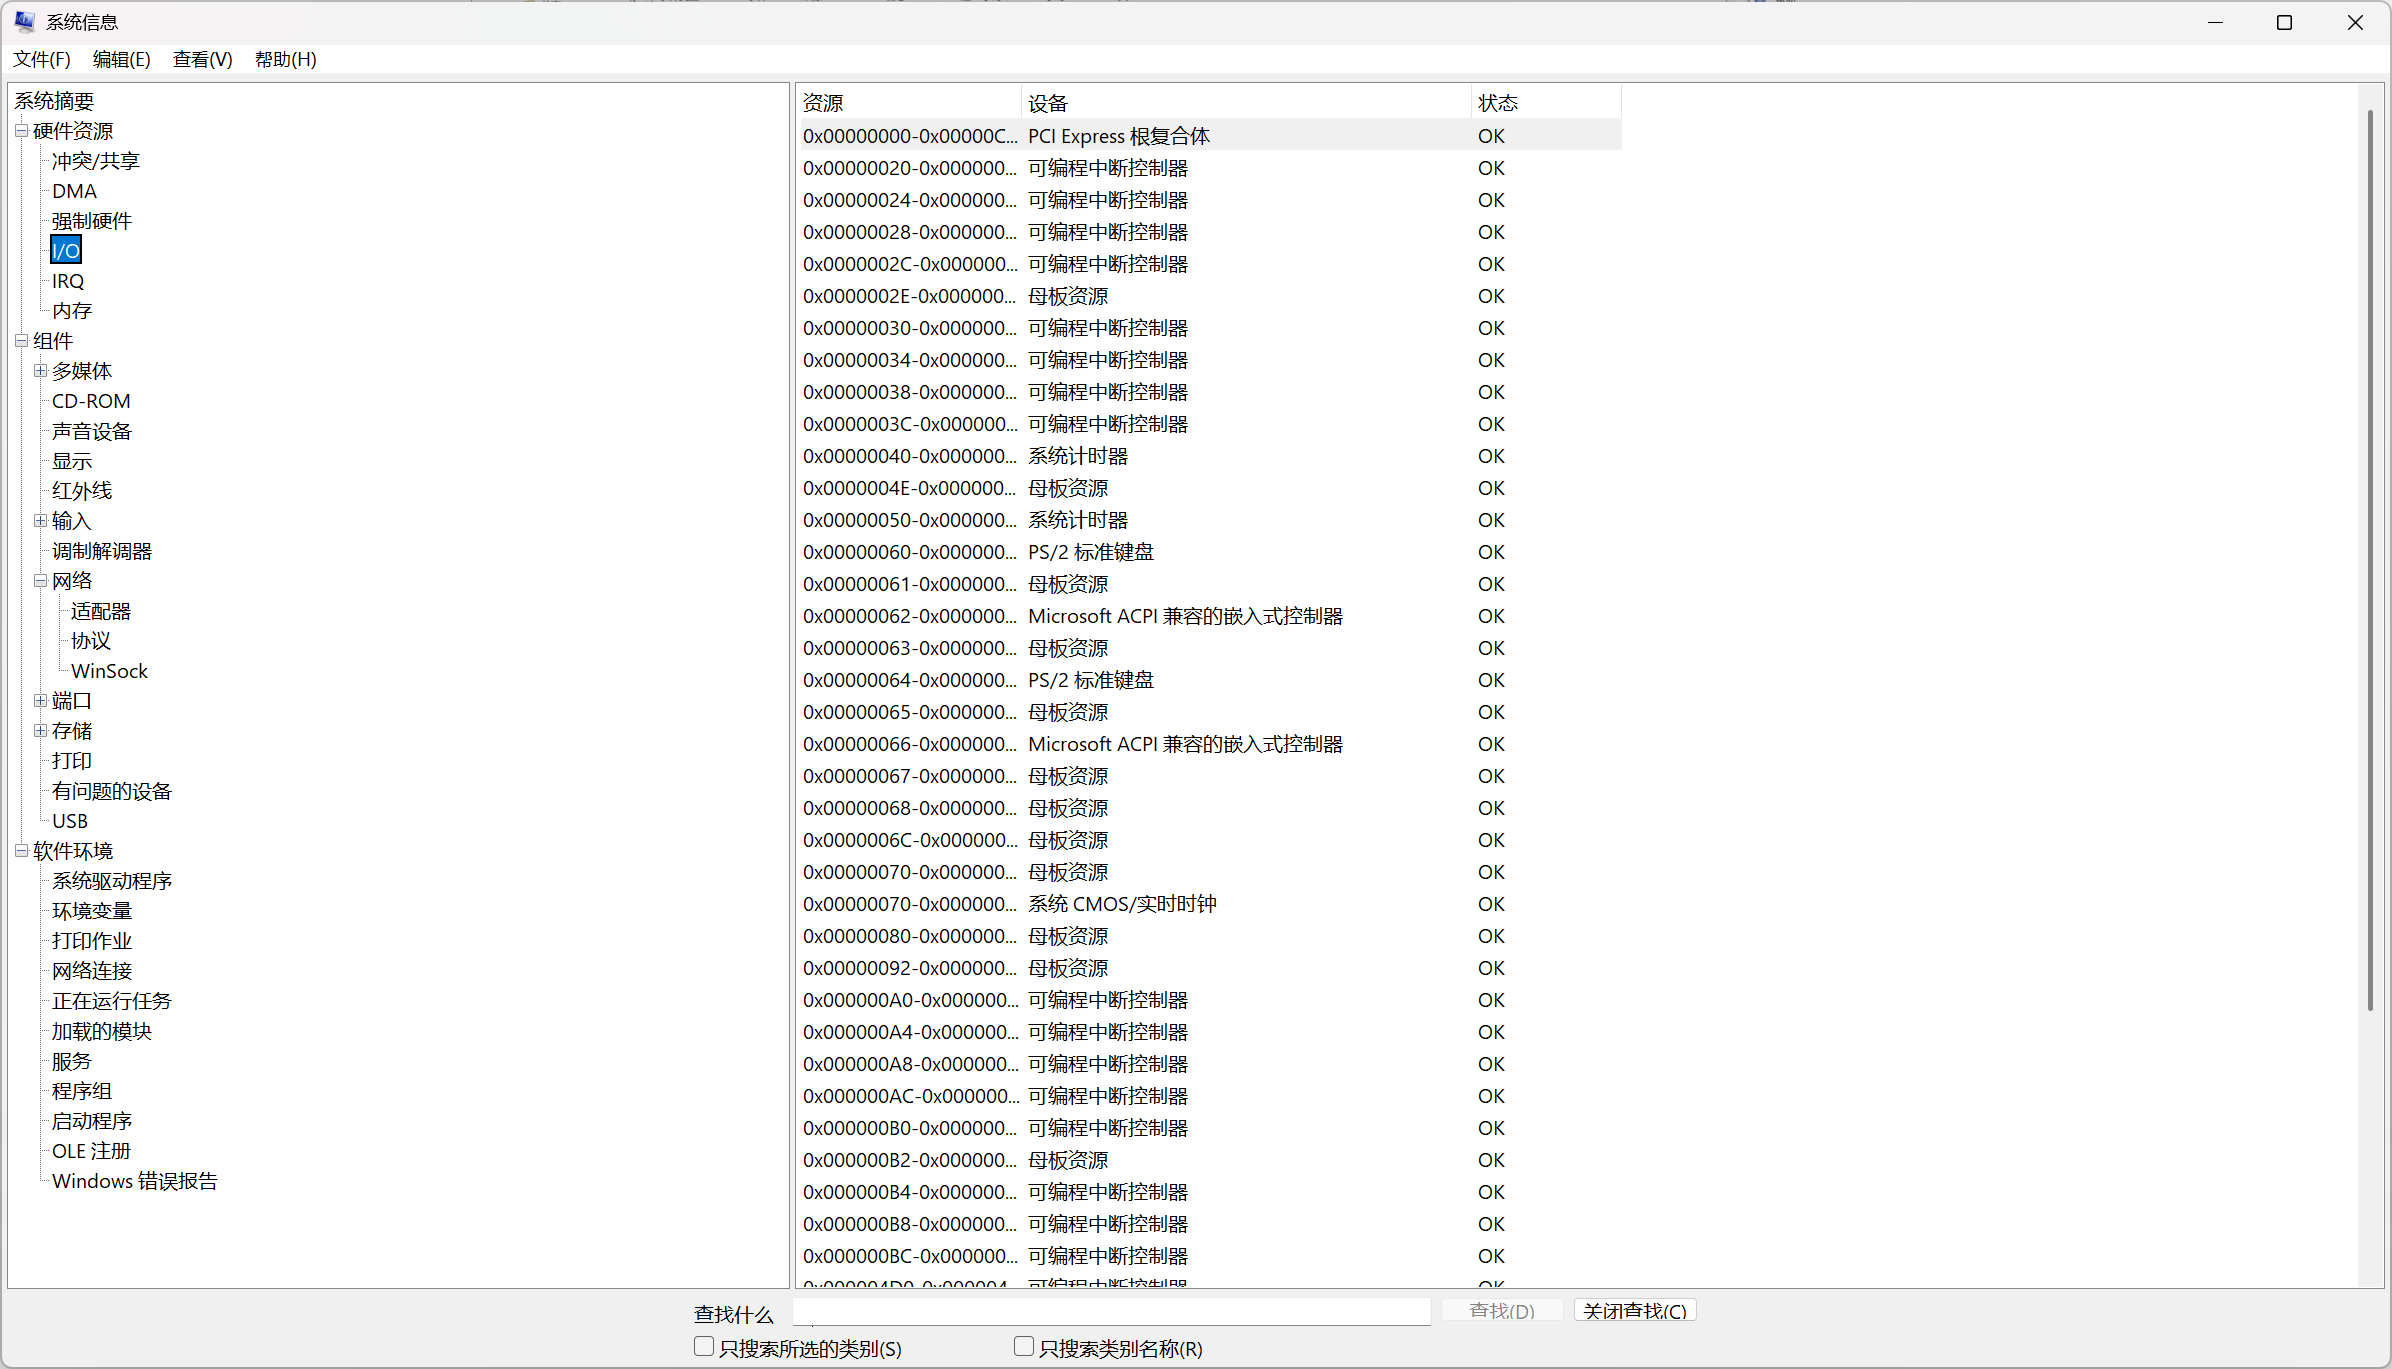 系统信息
文件(F) 编辑(E) 查看(V) 帮助(H)
系统摘要
硬件资源
冲突/共享
DMA
强制硬件
I/O
IRQ
内存
组件
多媒体
CD-ROM
声音设备
显示
红外线
输入
调制解调器
网络
适配器
协议
WinSock
端口
存储
打印
有问题的设备
USB
软件环境
系统驱动程序
环境变量
打印作业
网络连接
正在运行任务
加载的模块
服务
程序组
启动程序
OLE 注册
Windows 错误报告
资源 设备 状态
0x00000000-0x00000C... PCI Express 根复合体 OK
0x00000020-0x000000... 可编程中断控制器 OK
0x00000024-0x000000... 可编程中断控制器 OK
0x00000028-0x000000... 可编程中断控制器 OK
0x0000002C-0x000000... 可编程中断控制器 OK
0x0000002E-0x000000... 母板资源 OK
0x00000030-0x000000... 可编程中断控制器 OK
0x00000034-0x000000... 可编程中断控制器 OK
0x00000038-0x000000... 可编程中断控制器 OK
0x0000003C-0x000000... 可编程中断控制器 OK
0x00000040-0x000000... 系统计时器 OK
0x0000004E-0x000000... 母板资源 OK
0x00000050-0x000000... 系统计时器 OK
0x00000060-0x000000... PS/2 标准键盘 OK
0x00000061-0x000000... 母板资源 OK
0x00000062-0x000000... Microsoft ACPI 兼容的嵌入式控制器 OK
0x00000063-0x000000... 母板资源 OK
0x00000064-0x000000... PS/2 标准键盘 OK
0x00000065-0x000000... 母板资源 OK
0x00000066-0x000000... Microsoft ACPI 兼容的嵌入式控制器 OK
0x00000067-0x000000... 母板资源 OK
0x00000068-0x000000... 母板资源 OK
0x0000006C-0x000000... 母板资源 OK
0x00000070-0x000000... 母板资源 OK
0x00000070-0x000000... 系统 CMOS/实时时钟 OK
0x00000080-0x000000... 母板资源 OK
0x00000092-0x000000... 母板资源 OK
0x000000A0-0x000000... 可编程中断控制器 OK
0x000000A4-0x000000... 可编程中断控制器 OK
0x000000A8-0x000000... 可编程中断控制器 OK
0x000000AC-0x000000... 可编程中断控制器 OK
0x000000B0-0x000000... 可编程中断控制器 OK
0x000000B2-0x000000... 母板资源 OK
0x000000B4-0x000000... 可编程中断控制器 OK
0x000000B8-0x000000... 可编程中断控制器 OK
0x000000BC-0x000000... 可编程中断控制器 OK
0x000004D0-0x000004... 可编程中断控制器 OK
查找什么 查找(D) 关闭查找(C)
只搜索所选的类别(S) 只搜索类别名称(R)